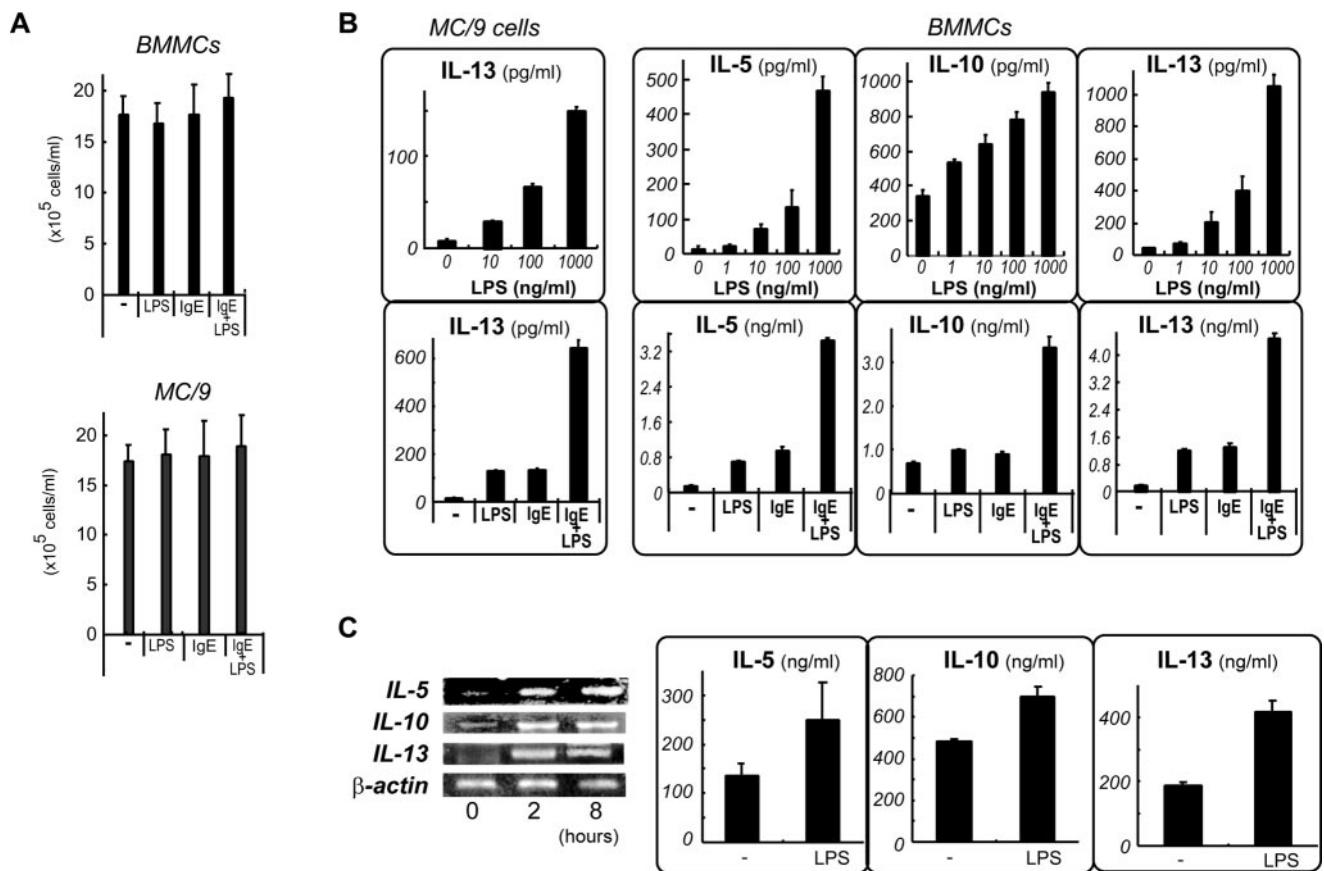 A
BMMCs
20
15
10
5
0
(x10^5 cells/ml)
- LPS IgE IgE + LPS
MC/9
20
15
10
5
0
(x10^5 cells/ml)
- LPS IgE IgE + LPS
B
MC/9 cells
BMMCs
IL-13 (pg/ml)
100
0
0 10 100 1000
LPS (ng/ml)
IL-5 (pg/ml)
500
400
300
200
100
0
0 1 10 100 1000
LPS (ng/ml)
IL-10 (pg/ml)
1000
800
600
400
200
0
0 1 10 100 1000
LPS (ng/ml)
IL-13 (pg/ml)
1000
800
600
400
200
0
0 1 10 100 1000
LPS (ng/ml)
IL-13 (pg/ml)
600
400
200
0
- LPS IgE IgE + LPS
IL-5 (ng/ml)
3.2
2.4
1.6
0.8
0
- LPS IgE IgE + LPS
IL-10 (ng/ml)
3.0
2.0
1.0
0
- LPS IgE IgE + LPS
IL-13 (ng/ml)
4.0
3.2
2.4
1.6
0.8
0
- LPS IgE IgE + LPS
C
IL-5
IL-10
IL-13
β-actin
0 2 8
(hours)
IL-5 (ng/ml)
300
200
100
0
- LPS
IL-10 (ng/ml)
800
600
400
200
0
- LPS
IL-13 (ng/ml)
400
200
0
- LPS